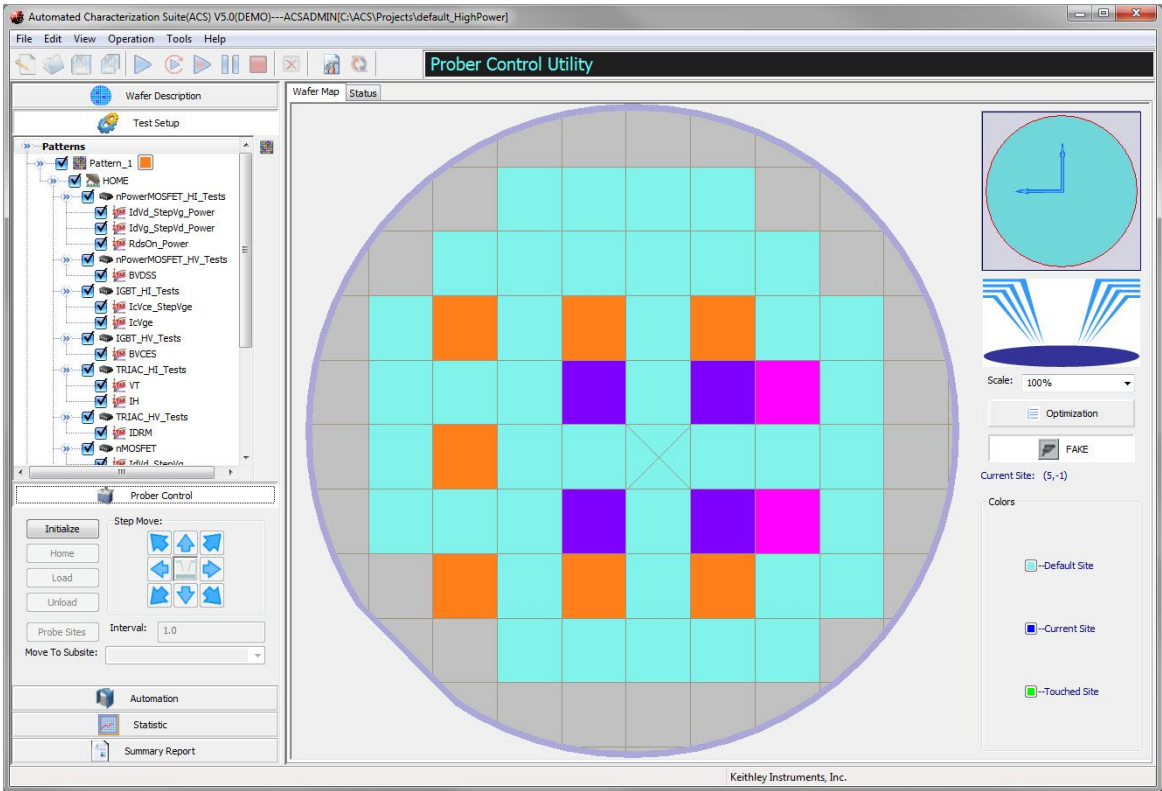 Automated Characterization Suite(ACS) V5.0(DEMO)---ACSADMIN[C:\ACS\Projects\default_HighPower]
File Edit View Operation Tools Help
Prober Control Utility
Wafer Description
Test Setup
Patterns
Pattern_1
HOME
nPowerMOSFET_HI_Tests
IdVd_StepVg_Power
IdVg_StepVd_Power
RdsOn_Power
nPowerMOSFET_HV_Tests
BVDSS
IGBT_HI_Tests
IcVce_StepVge
IcVge
IGBT_HV_Tests
BVCES
TRIAC_HI_Tests
VT
IH
TRIAC_HV_Tests
IDRM
nMOSFET
IdVd_StepVg
Prober Control
Initialize
Home
Load
Unload
Probe Sites
Step Move:
Interval: 1.0
Move To Subsite:
Automation
Statistic
Summary Report
Wafer Map Status
Scale: 100%
Optimization
FAKE
Current Site: (5,-1)
Colors
--Default Site
--Current Site
--Touched Site
Keithley Instruments, Inc.